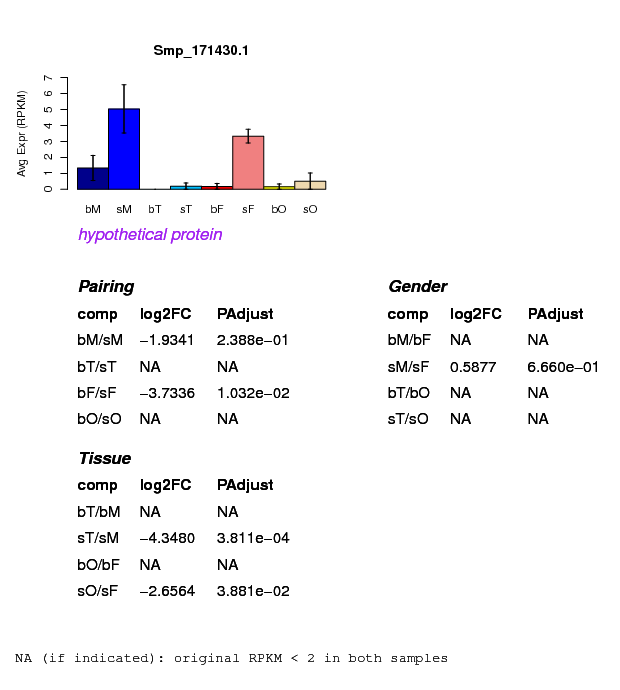 Smp_171430.1
Avg Expr (RPKM)
0 1 2 3 4 5 6 7
bM sM bT sT bF sF bO sO
hypothetical protein
Pairing
comp log2FC PAdjust
bM/sM −1.9341 2.388e−01
bT/sT NA NA
bF/sF −3.7336 1.032e−02
bO/sO NA NA
Gender
comp log2FC PAdjust
bM/bF NA NA
sM/sF 0.5877 6.660e−01
bT/bO NA NA
sT/sO NA NA
Tissue
comp log2FC PAdjust
bT/bM NA NA
sT/sM −4.3480 3.811e−04
bO/bF NA NA
sO/sF −2.6564 3.881e−02
NA (if indicated): original RPKM < 2 in both samples